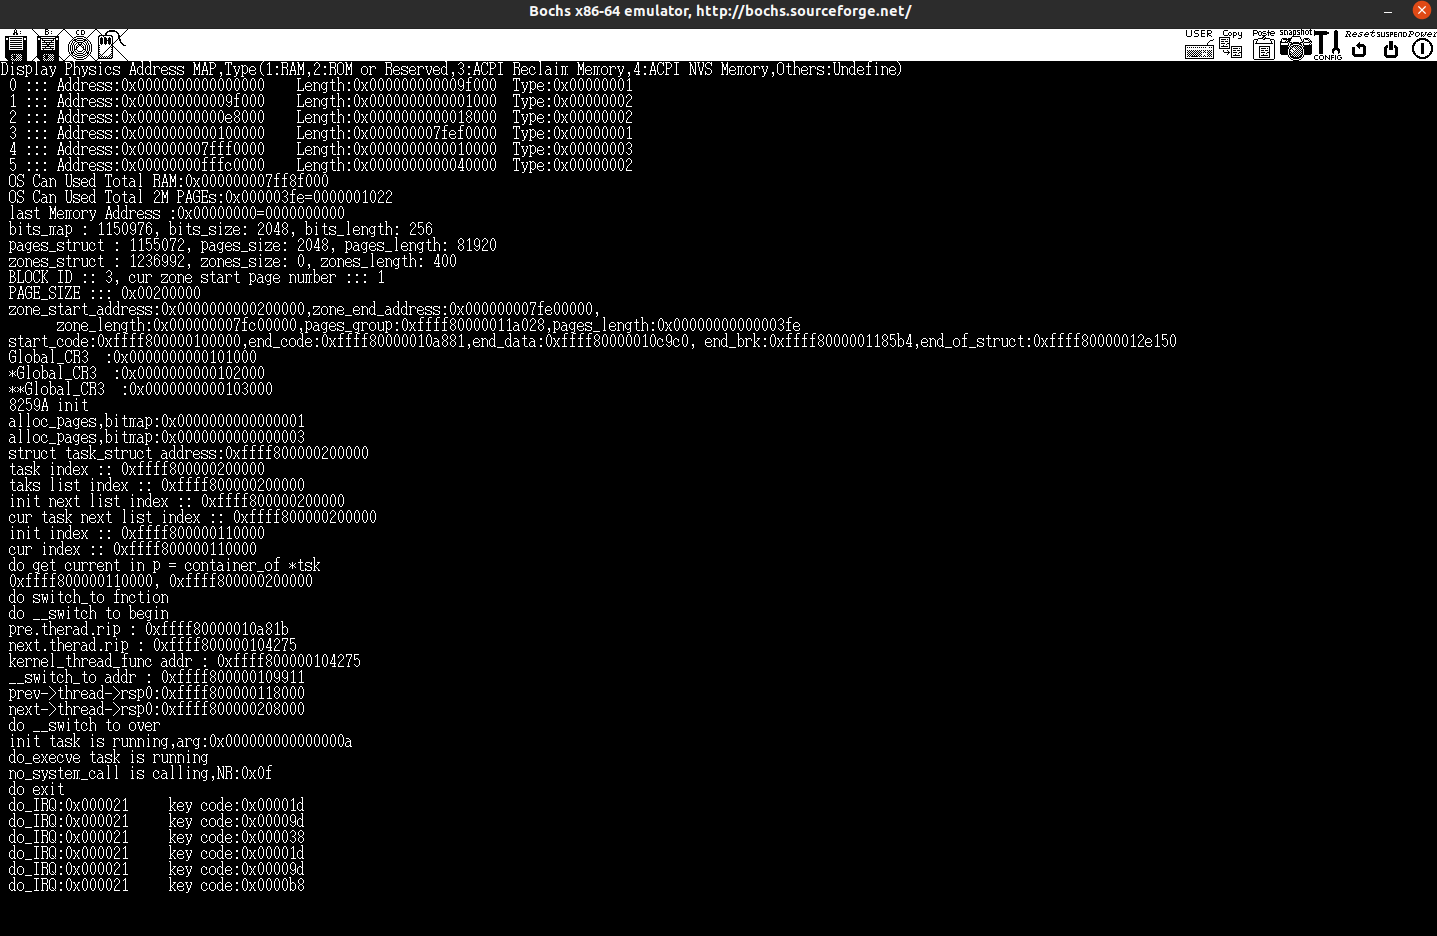 Bochs x86-64 emulator, http://bochs.sourceforge.net/
A: B: CD USER Copy Paste snapshot CONFIG Reset SUSPEND Power
Display Physics Address MAP,Type(1:RAM,2:ROM or Reserved,3:ACPI Reclaim Memory,4:ACPI NVS Memory,Others:Undefine)
0 ::: Address:0x0000000000000000    Length:0x000000000009f000  Type:0x00000001
1 ::: Address:0x000000000009f000    Length:0x0000000000001000  Type:0x00000002
2 ::: Address:0x00000000000e8000    Length:0x0000000000018000  Type:0x00000002
3 ::: Address:0x0000000000100000    Length:0x000000007fef0000  Type:0x00000001
4 ::: Address:0x000000007fff0000    Length:0x0000000000010000  Type:0x00000003
5 ::: Address:0x00000000fffc0000    Length:0x0000000000040000  Type:0x00000002
OS Can Used Total RAM:0x000000007ff8f000
OS Can Used Total 2M PAGEs:0x000003fe=0000001022
last Memory Address :0x00000000=0000000000
bits_map : 1150976, bits_size: 2048, bits_length: 256
pages_struct : 1155072, pages_size: 2048, pages_length: 81920
zones_struct : 1236992, zones_size: 0, zones_length: 400
BLOCK ID :: 3, cur zone start page number ::: 1
PAGE_SIZE ::: 0x00200000
zone_start_address:0x0000000000200000,zone_end_address:0x000000007fe00000,
zone_length:0x000000007fc00000,pages_group:0xffff80000011a028,pages_length:0x00000000000003fe
start_code:0xffff800000100000,end_code:0xffff80000010a881,end_data:0xffff80000010c9c0, end_brk:0xffff8000001185b4,end_of_struct:0xffff80000012e150
Global_CR3  :0x0000000000101000
*Global_CR3  :0x0000000000102000
**Global_CR3  :0x0000000000103000
8259A init
alloc_pages,bitmap:0x0000000000000001
alloc_pages,bitmap:0x0000000000000003
struct task_struct address:0xffff800000200000
task index :: 0xffff800000200000
taks list index :: 0xffff800000200000
init next list index :: 0xffff800000200000
cur task next list index :: 0xffff800000200000
init index :: 0xffff800000110000
cur index :: 0xffff800000110000
do get current in p = container_of *tsk
0xffff800000110000, 0xffff800000200000
do switch_to fnction
do __switch to begin
pre.therad.rip : 0xffff80000010a81b
next.therad.rip : 0xffff800000104275
kernel_thread_func addr : 0xffff800000104275
__switch_to addr : 0xffff800000109911
prev->thread->rsp0:0xffff800000118000
next->thread->rsp0:0xffff800000208000
do __switch to over
init task is running,arg:0x000000000000000a
do_execve task is running
no_system_call is calling,NR:0x0f
do exit
do_IRQ:0x000021     key code:0x00001d
do_IRQ:0x000021     key code:0x00009d
do_IRQ:0x000021     key code:0x000038
do_IRQ:0x000021     key code:0x00001d
do_IRQ:0x000021     key code:0x00009d
do_IRQ:0x000021     key code:0x0000b8